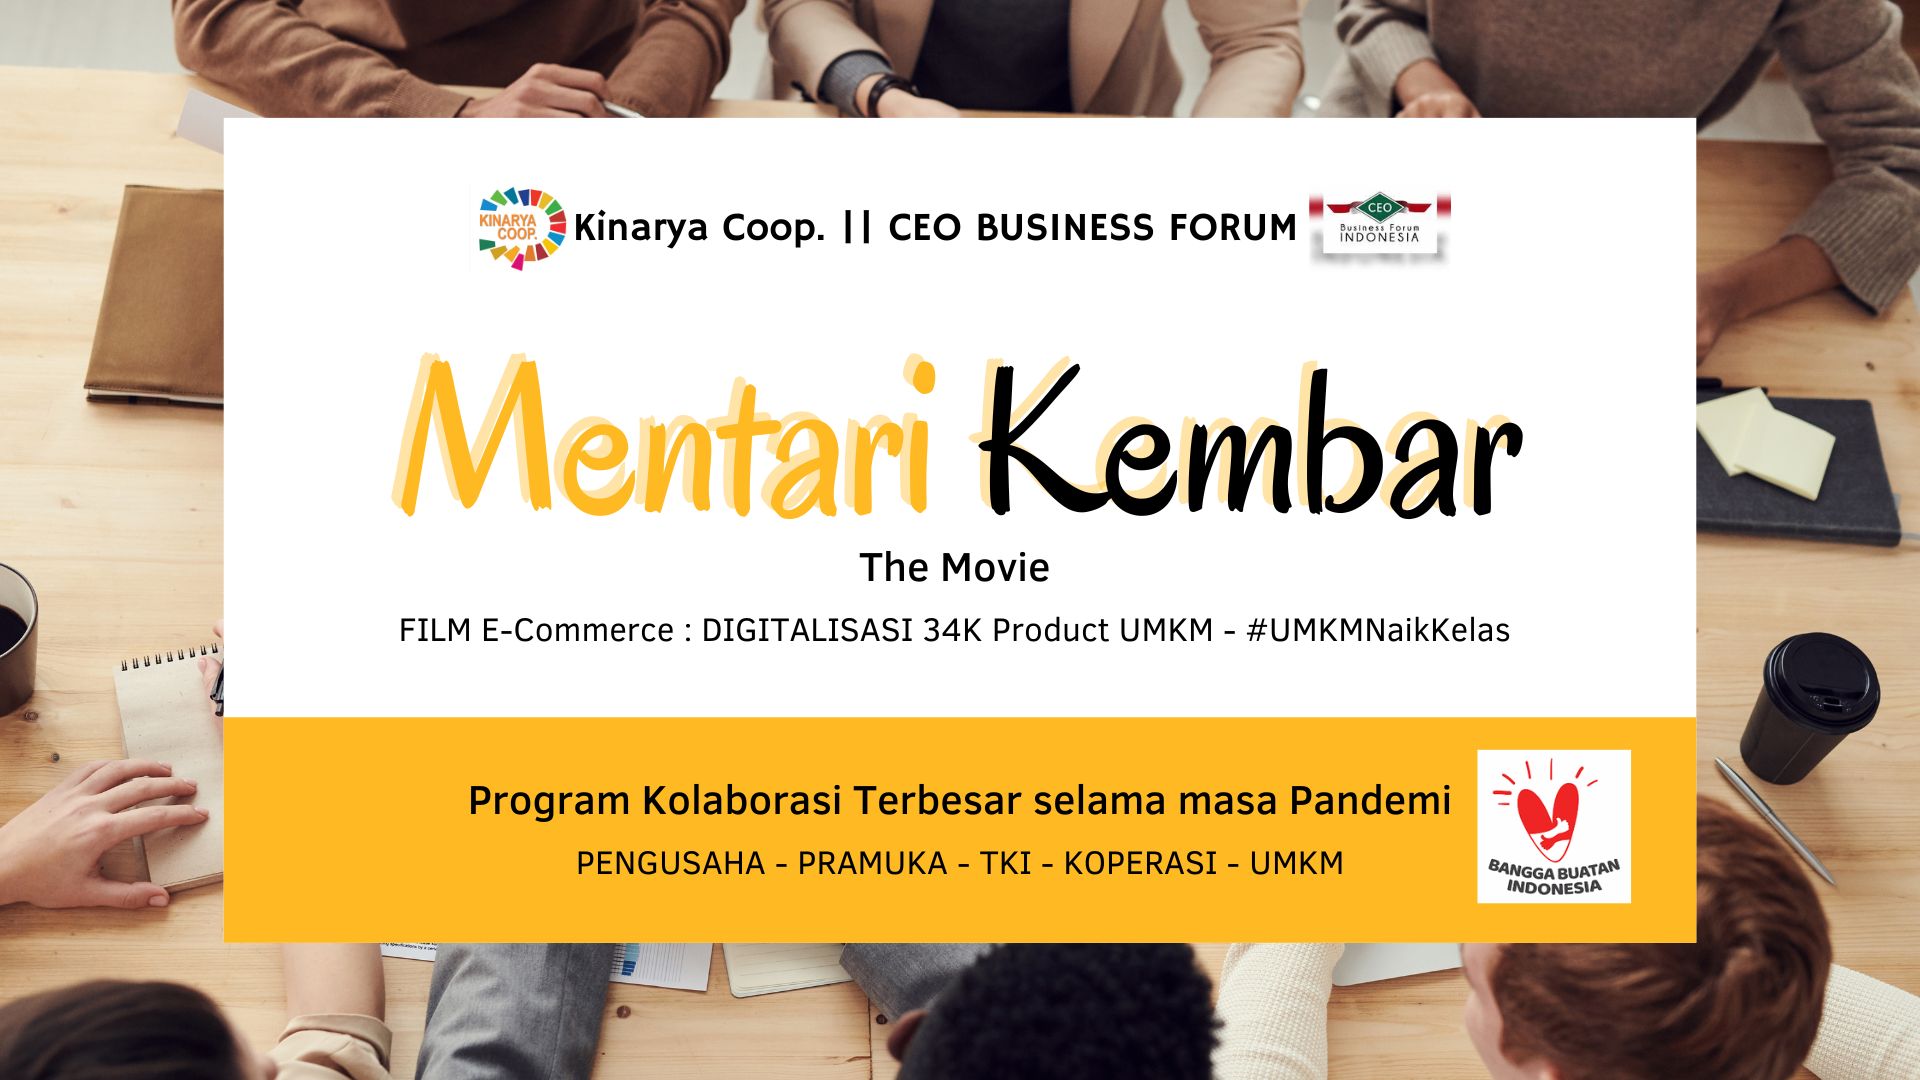 KINARYA
COOP.
Kinarya Coop. || CEO BUSINESS FORUM
CEO
Business Forum
INDONESIA
Mentari Kembar
The Movie
FILM E-Commerce : DIGITALISASI 34K Product UMKM - #UMKMNaikKelas
Program Kolaborasi Terbesar selama masa Pandemi
PENGUSAHA - PRAMUKA - TKI - KOPERASI - UMKM
BANGGA BUATAN
INDONESIA